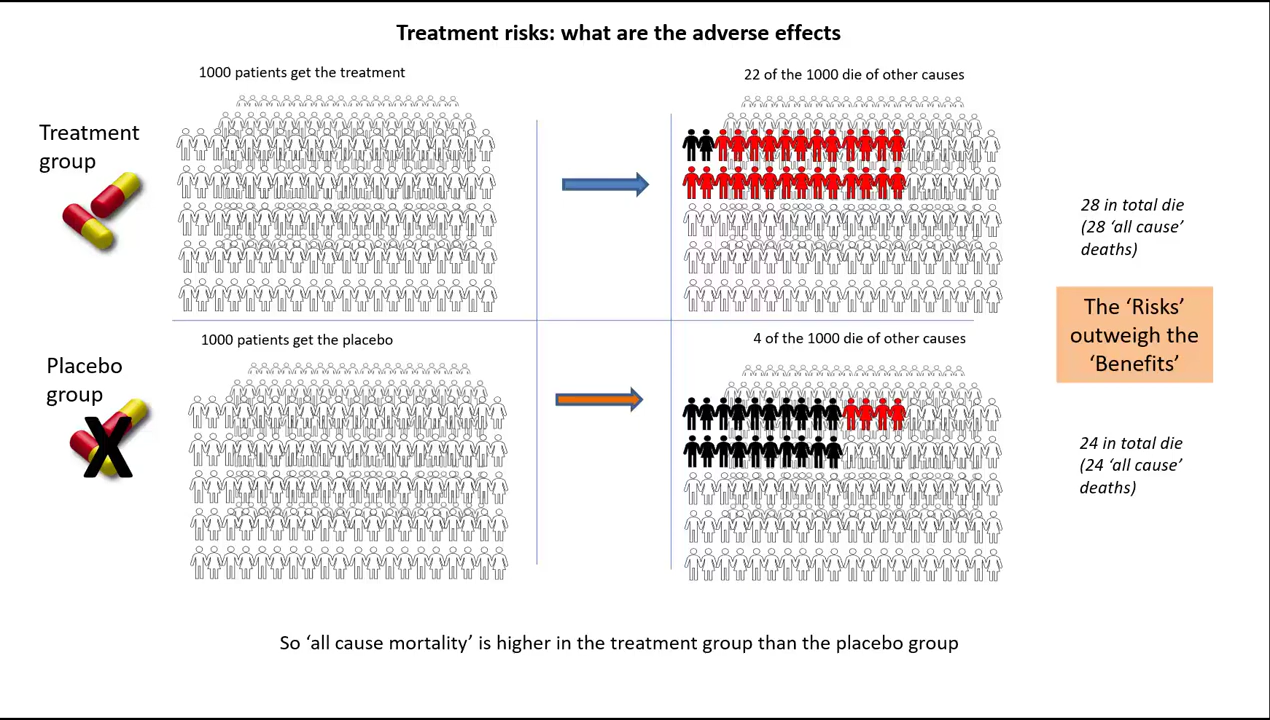 Treatment risks: what are the adverse effects
1000 patients get the treatment
22 of the 1000 die of other causes
Treatment
group
28 in total die
(28 ‘all cause’
deaths)
The ‘Risks’
outweigh the
‘Benefits’
1000 patients get the placebo
4 of the 1000 die of other causes
Placebo
group
X
24 in total die
(24 ‘all cause’
deaths)
So ‘all cause mortality’ is higher in the treatment group than the placebo group